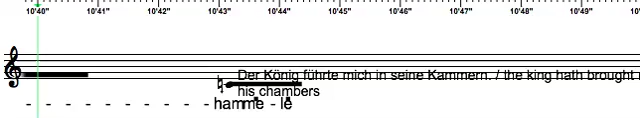 10'40" 10'41" 10'42" 10'43" 10'44" 10'45" 10'46" 10'47" 10'48" 10'49" 10
Der König führte mich in seine Kammern. / the king hath brought
his chambers
- - - - - - - - - - - - hamme - le